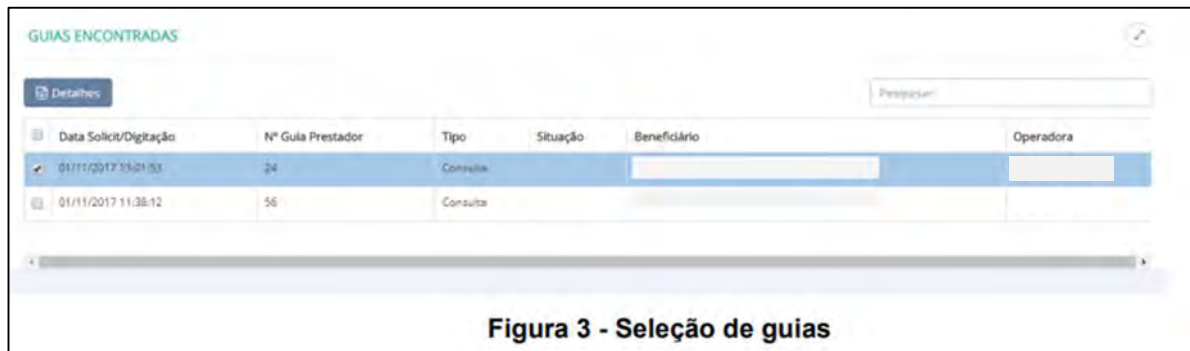 GUIAS ENCONTRADAS
Detalhes
Pesquisar
Data Solicit/Digitação Nº Guia Prestador Tipo Situação Beneficiário Operadora
01/11/2017 13:01:53 24 Consulta
01/11/2017 11:38:12 56 Consulta
Figura 3 - Seleção de guias